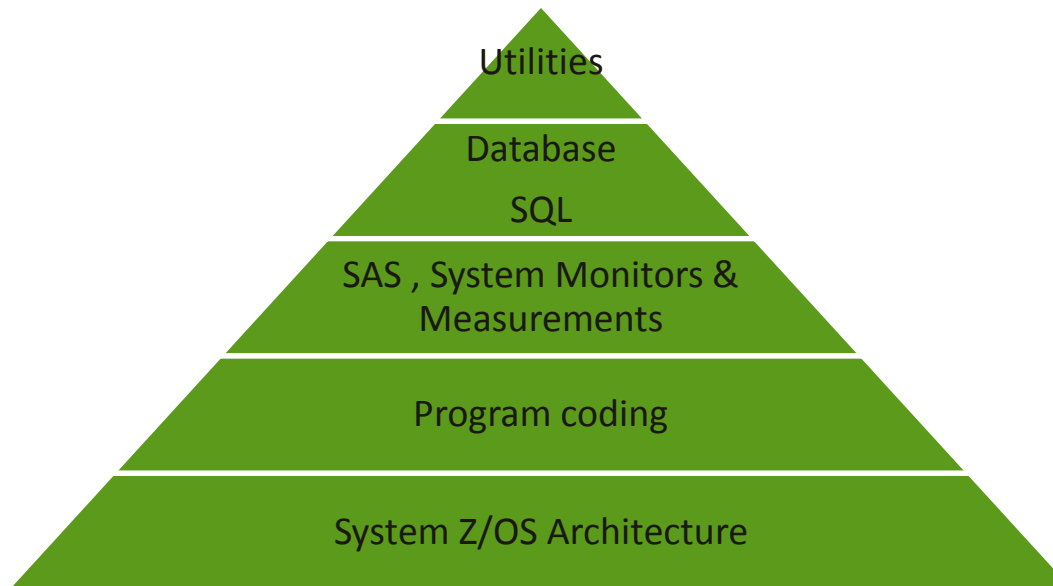 Utilities
Database
SQL
SAS , System Monitors &
Measurements
Program coding
System Z/OS Architecture